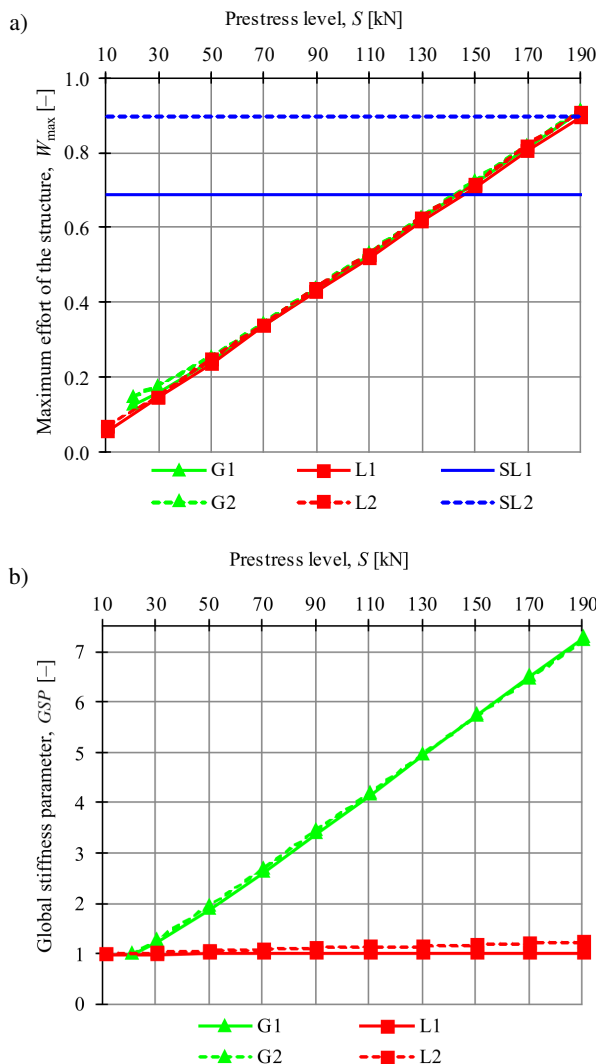 a)
Prestress level, S [kN]
10 30 50 70 90 110 130 150 170 190
Maximum effort of the structure, Wmax [–]
1.0
0.8
0.6
0.4
0.2
0.0
G1 L1 SL1
G2 L2 SL2
b)
Prestress level, S [kN]
10 30 50 70 90 110 130 150 170 190
Global stiffness parameter, GSP [–]
7
6
5
4
3
2
1
0
G1 L1
G2 L2